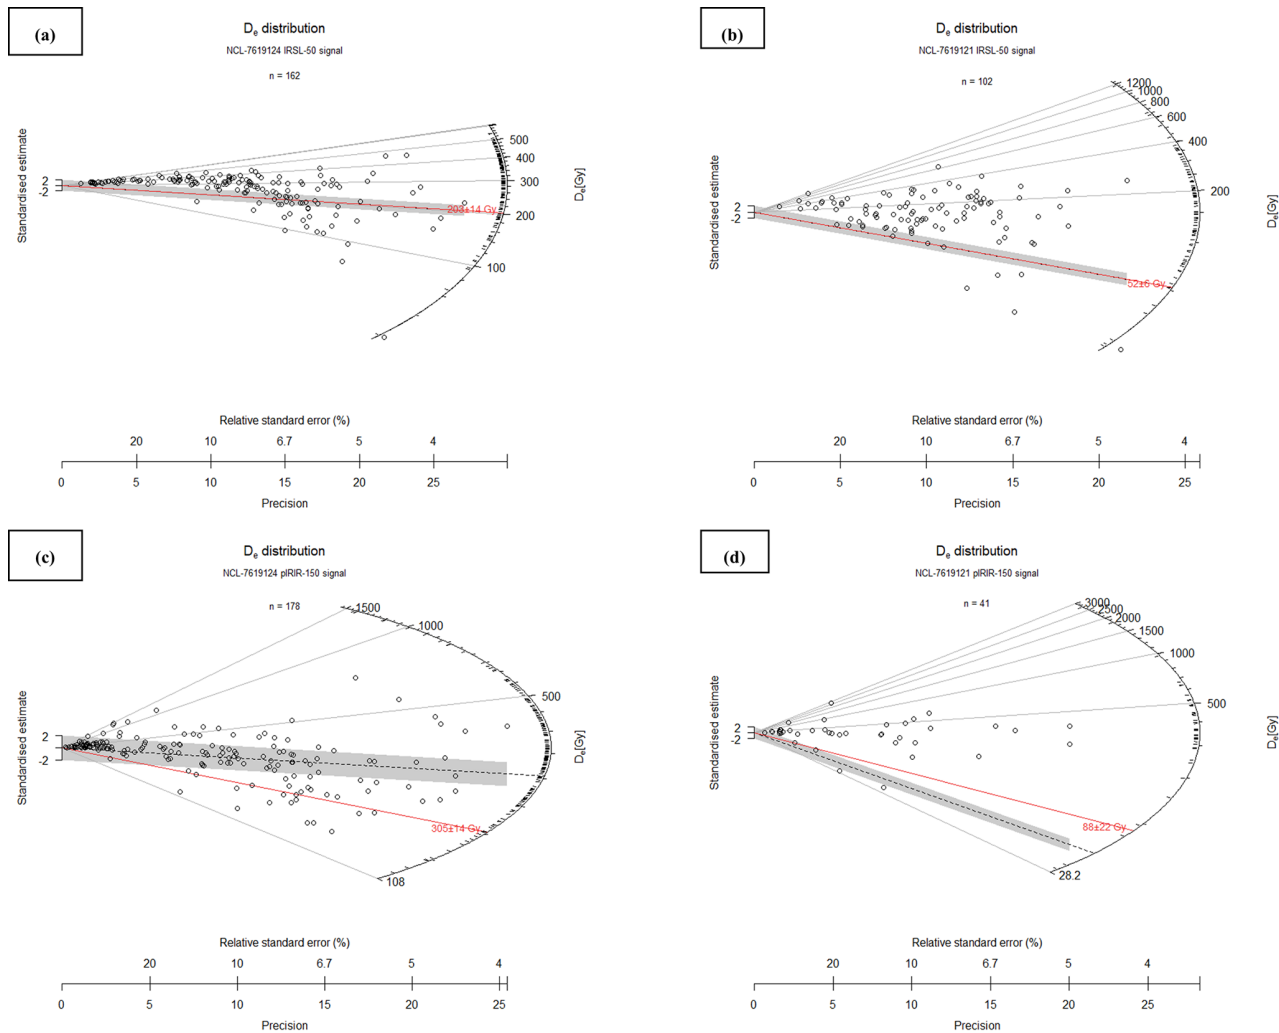 (a)
De distribution
NCL-7619124 IRSL-50 signal
n = 162
Standardised estimate
2
-2
500
400
300
200
100
De[Gy]
203±14 Gy
Relative standard error (%)
20 10 6.7 5 4
0 5 10 15 20 25
Precision
(b)
De distribution
NCL-7619121 IRSL-50 signal
n = 102
Standardised estimate
2
-2
1200
1000
800
600
400
200
De[Gy]
52±6 Gy
Relative standard error (%)
20 10 6.7 5 4
0 5 10 15 20 25
Precision
(c)
De distribution
NCL-7619124 pIRIR-150 signal
n = 178
Standardised estimate
2
-2
1500
1000
500
108
De[Gy]
305±14 Gy
Relative standard error (%)
20 10 6.7 5 4
0 5 10 15 20 25
Precision
(d)
De distribution
NCL-7619121 pIRIR-150 signal
n = 41
Standardised estimate
2
-2
3000
2500
2000
1500
1000
500
28.2
De[Gy]
88±22 Gy
Relative standard error (%)
20 10 6.7 5 4
0 5 10 15 20 25
Precision